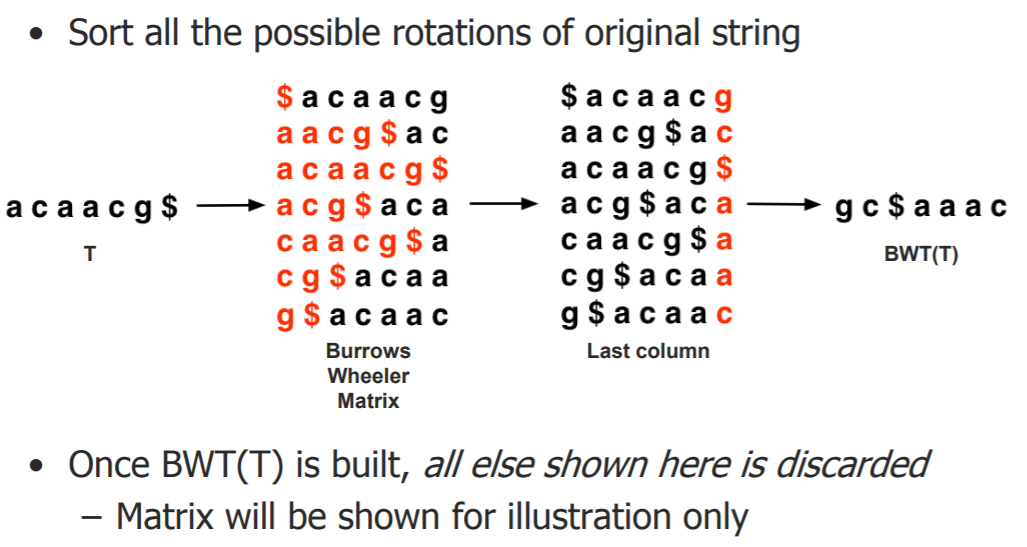 • Sort all the possible rotations of original string
$ a c a a c g
a a c g $ a c
a c a a c g $
a c g $ a c a
c a a c g $ a
c g $ a c a a
g $ a c a a c
Burrows
Wheeler
Matrix
$ a c a a c g
a a c g $ a c
a c a a c g $
a c g $ a c a
c a a c g $ a
c g $ a c a a
g $ a c a a c
Last column
a c a a c g $
T
g c $ a a a c
BWT(T)
• Once BWT(T) is built, all else shown here is discarded
– Matrix will be shown for illustration only